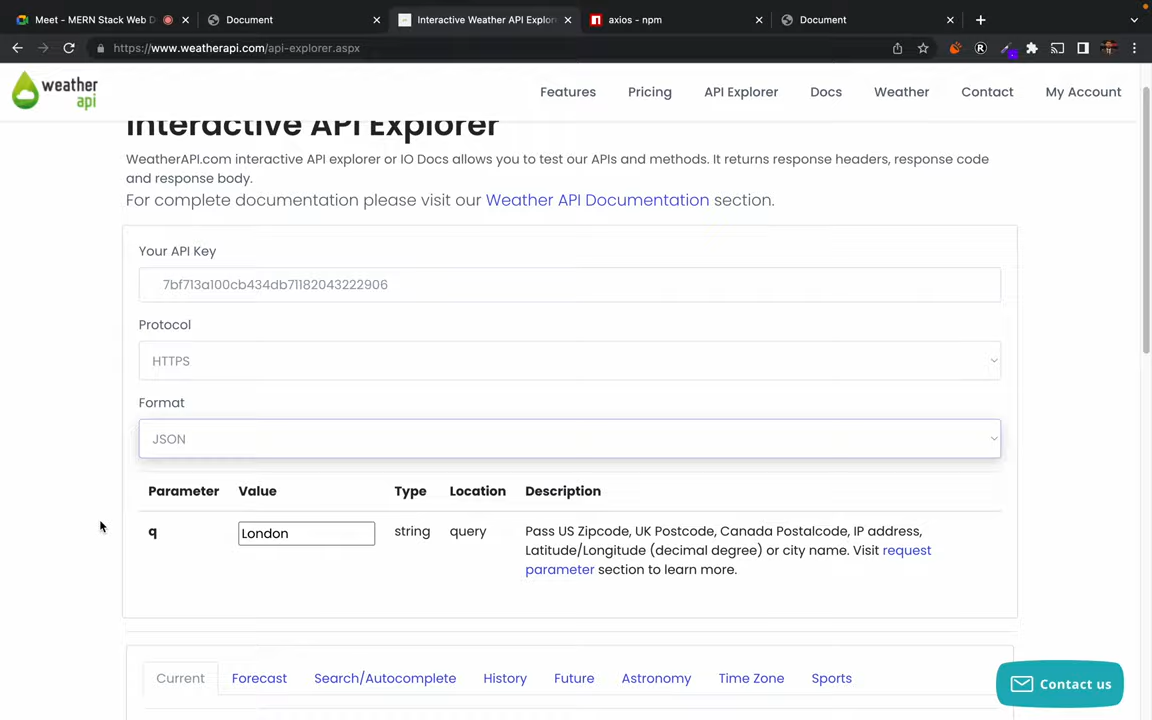 Meet - MERN Stack Web D
Document
Interactive Weather API Explor
axios - npm
Document
https://www.weatherapi.com/api-explorer.aspx
weather
api
Features
Pricing
API Explorer
Docs
Weather
Contact
My Account
Interactive API Explorer
WeatherAPI.com interactive API explorer or IO Docs allows you to test our APIs and methods. It returns response headers, response code
and response body.
For complete documentation please visit our Weather API Documentation section.
Your API Key
7bf713a100cb434db71182043222906
Protocol
HTTPS
Format
JSON
Parameter Value Type Location Description
q London string query Pass US Zipcode, UK Postcode, Canada Postalcode, IP address,
Latitude/Longitude (decimal degree) or city name. Visit request
parameter section to learn more.
Current Forecast Search/Autocomplete History Future Astronomy Time Zone Sports
Contact us